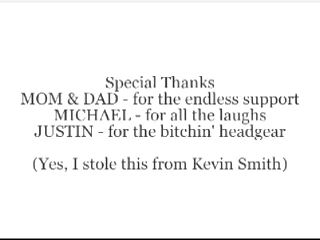 Special Thanks
MOM & DAD - for the endless support
MICHAEL - for all the laughs
JUSTIN - for the bitchin' headgear
(Yes, I stole this from Kevin Smith)